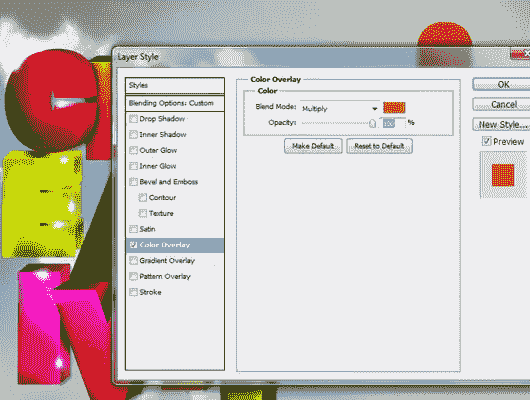 Layer Style
Styles
Blending Options: Custom
Drop Shadow
Inner Shadow
Outer Glow
Inner Glow
Bevel and Emboss
Contour
Texture
Satin
Color Overlay
Gradient Overlay
Pattern Overlay
Stroke
Color Overlay
Color
Blend Mode: Multiply
Opacity: %
Make Default Reset to Default
OK
Cancel
New Style...
Preview